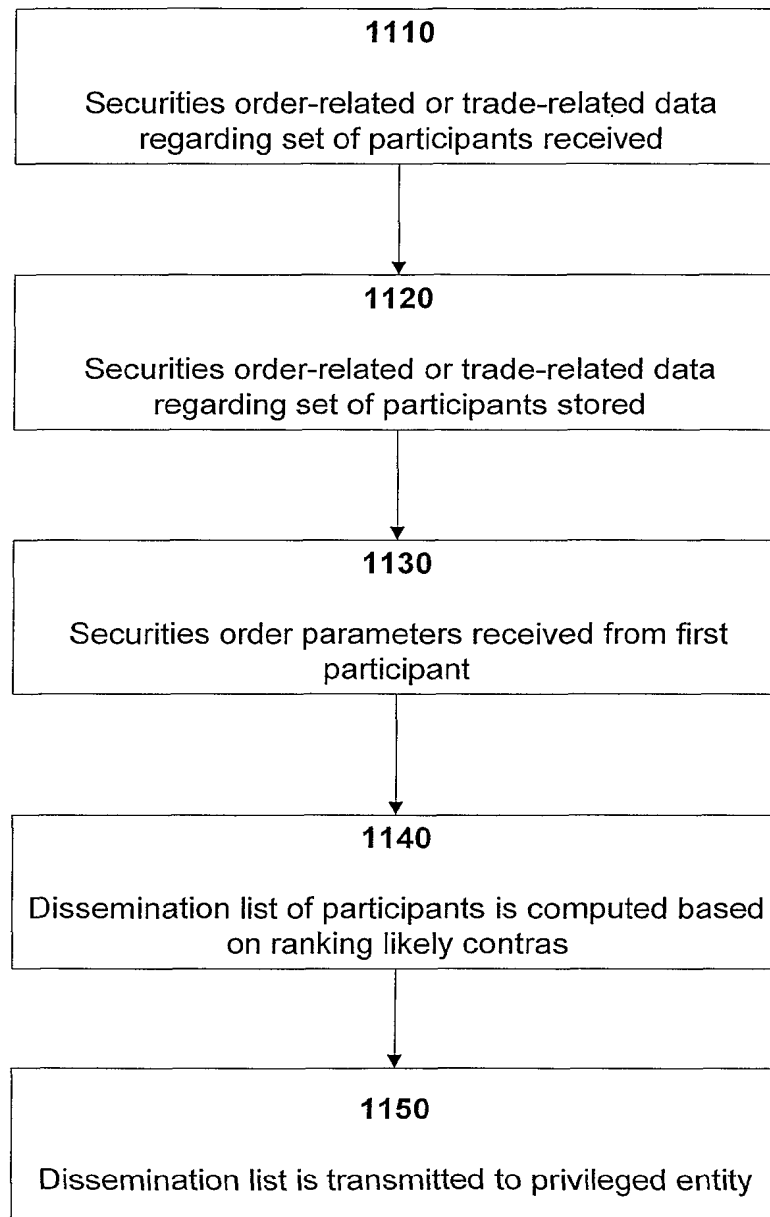 1110
Securities order-related or trade-related data
regarding set of participants received
1120
Securities order-related or trade-related data
regarding set of participants stored
1130
Securities order parameters received from first
participant
1140
Dissemination list of participants is computed based
on ranking likely contras
1150
Dissemination list is transmitted to privileged entity